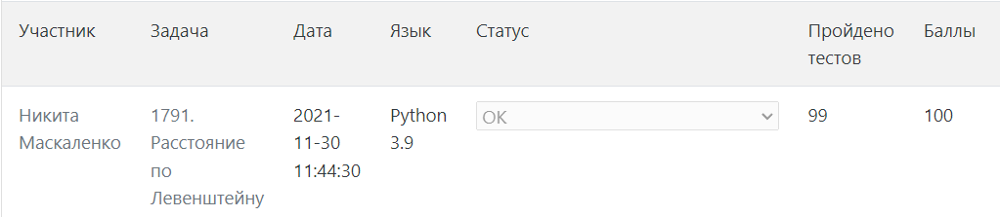 Участник Задача Дата Язык Статус Пройдено Баллы
тестов
Никита 1791. 2021- Python OK 99 100
Маскаленко Расстояние 11-30 3.9
по 11:44:30
Левенштейну